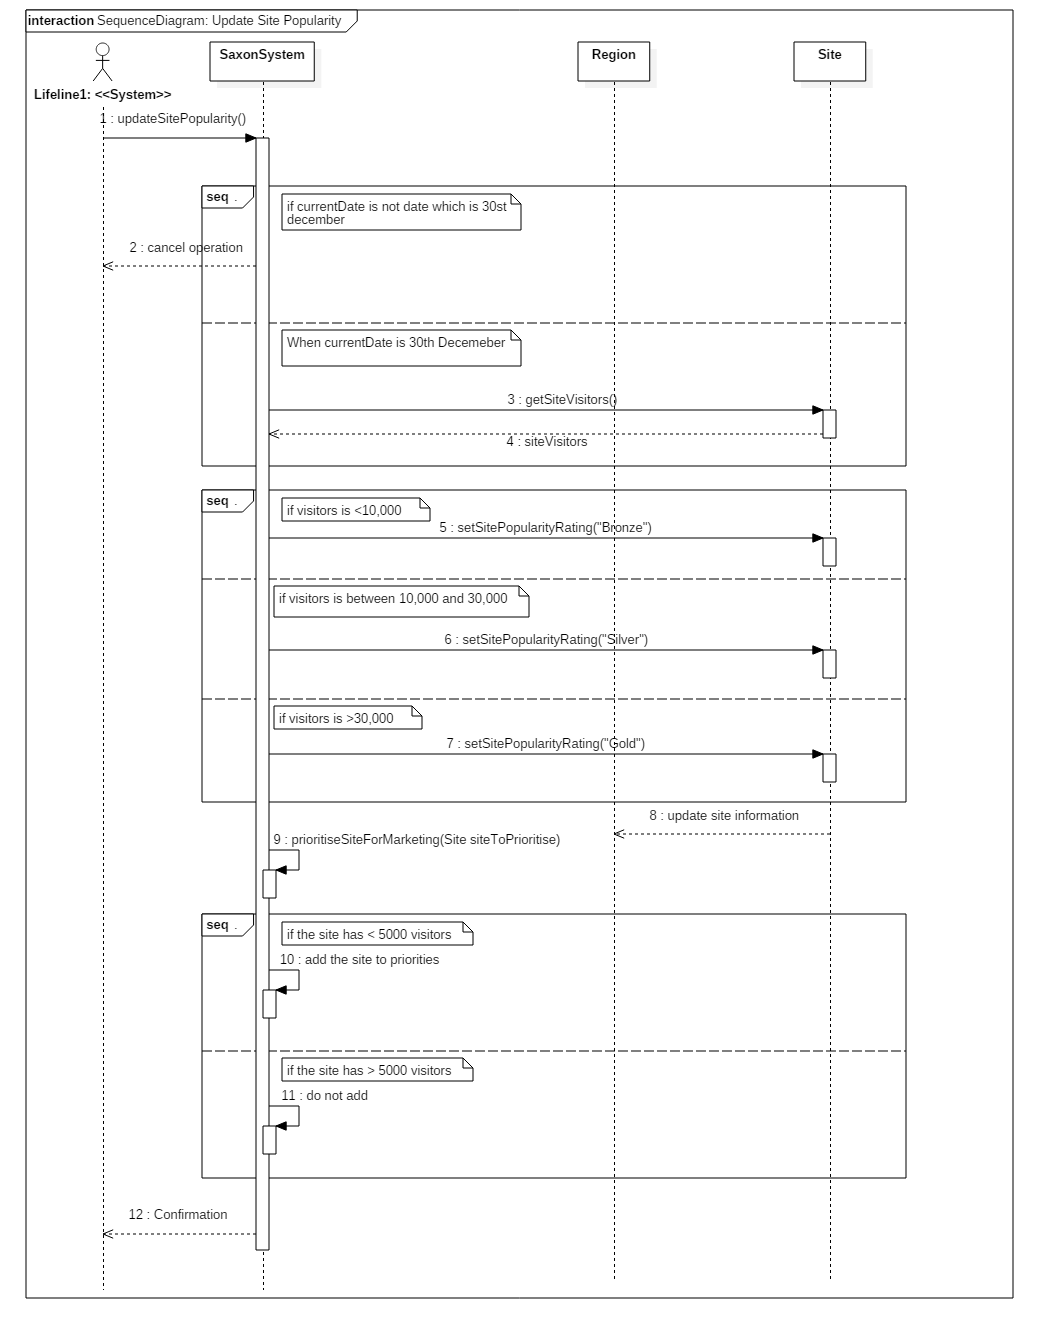 interaction SequenceDiagram: Update Site Popularity
SaxonSystem
Region
Site
Lifeline1: <<System>>
1 : updateSitePopularity()
seq .
if currentDate is not date which is 30st
december
2 : cancel operation
When currentDate is 30th Decemeber
3 : getSiteVisitors()
4 : siteVisitors
seq .
if visitors is <10,000
5 : setSitePopularityRating("Bronze")
if visitors is between 10,000 and 30,000
6 : setSitePopularityRating("Silver")
if visitors is >30,000
7 : setSitePopularityRating("Gold")
8 : update site information
9 : prioritiseSiteForMarketing(Site siteToPrioritise)
seq .
if the site has < 5000 visitors
10 : add the site to priorities
if the site has > 5000 visitors
11 : do not add
12 : Confirmation